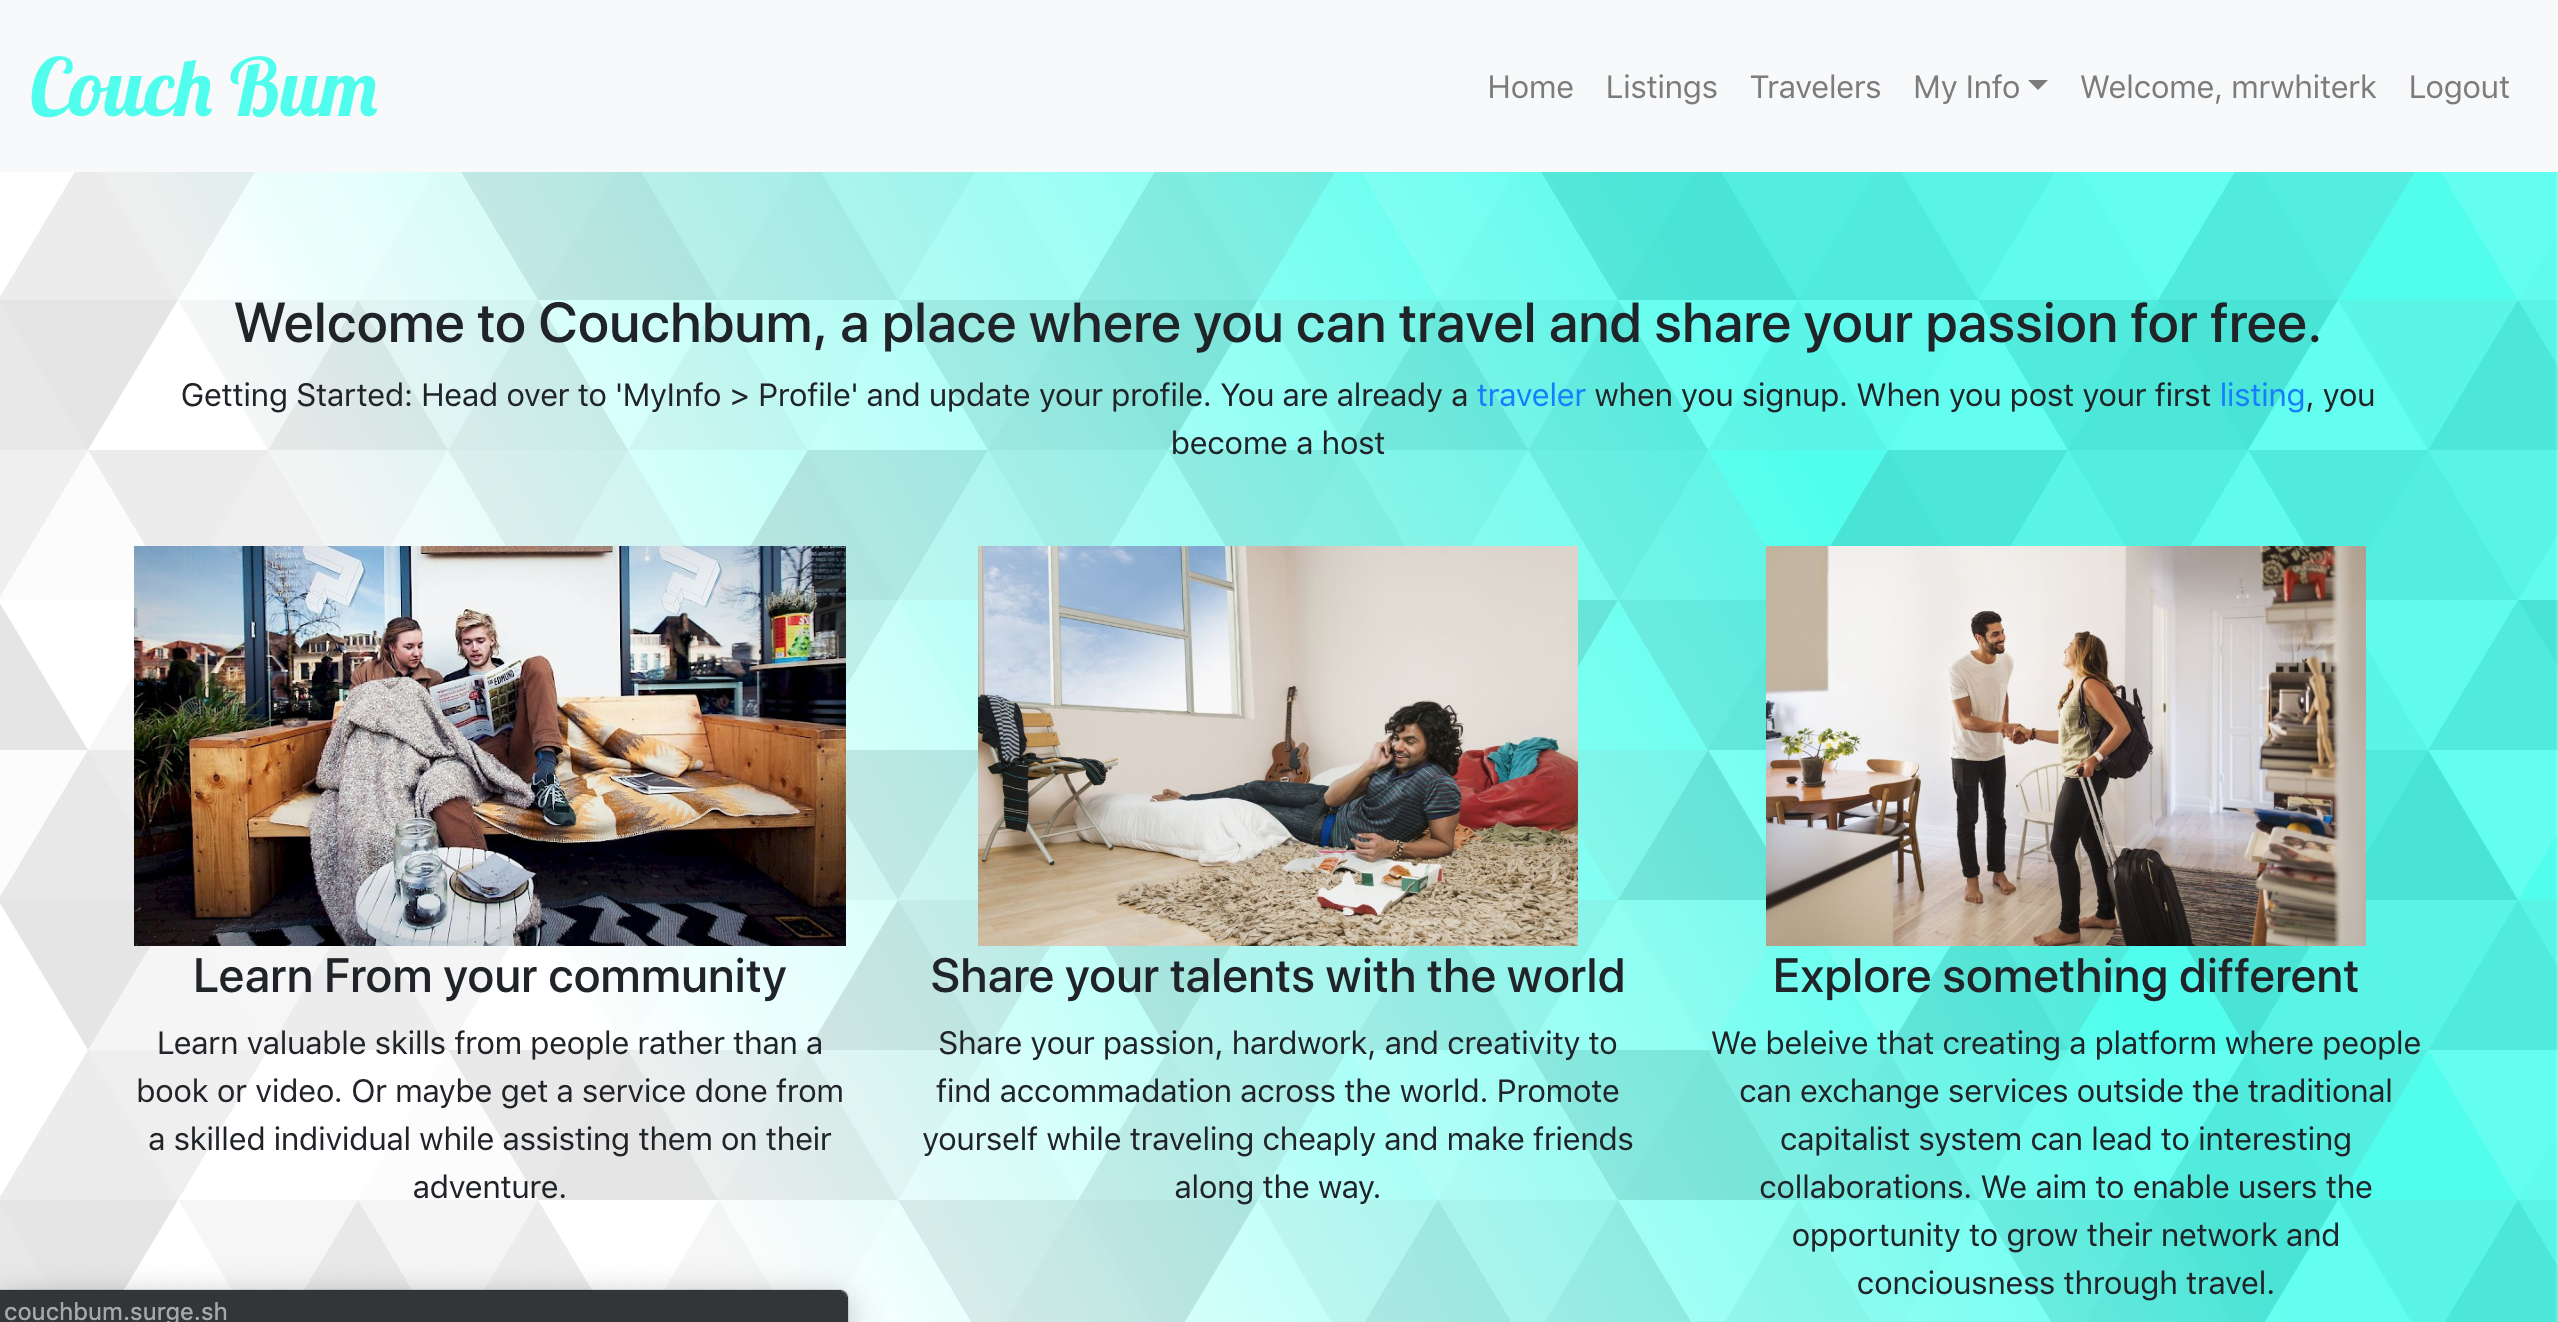 Couch Bum
Home Listings Travelers My Info Welcome, mrwhiterk Logout
Welcome to Couchbum, a place where you can travel and share your passion for free.
Getting Started: Head over to 'MyInfo > Profile' and update your profile. You are already a traveler when you signup. When you post your first listing, you
become a host
EDMUND
Learn From your community
Learn valuable skills from people rather than a
book or video. Or maybe get a service done from
a skilled individual while assisting them on their
adventure.
Share your talents with the world
Share your passion, hardwork, and creativity to
find accommadation across the world. Promote
yourself while traveling cheaply and make friends
along the way.
Explore something different
We beleive that creating a platform where people
can exchange services outside the traditional
capitalist system can lead to interesting
collaborations. We aim to enable users the
opportunity to grow their network and
conciousness through travel.
couchbum.surge.sh